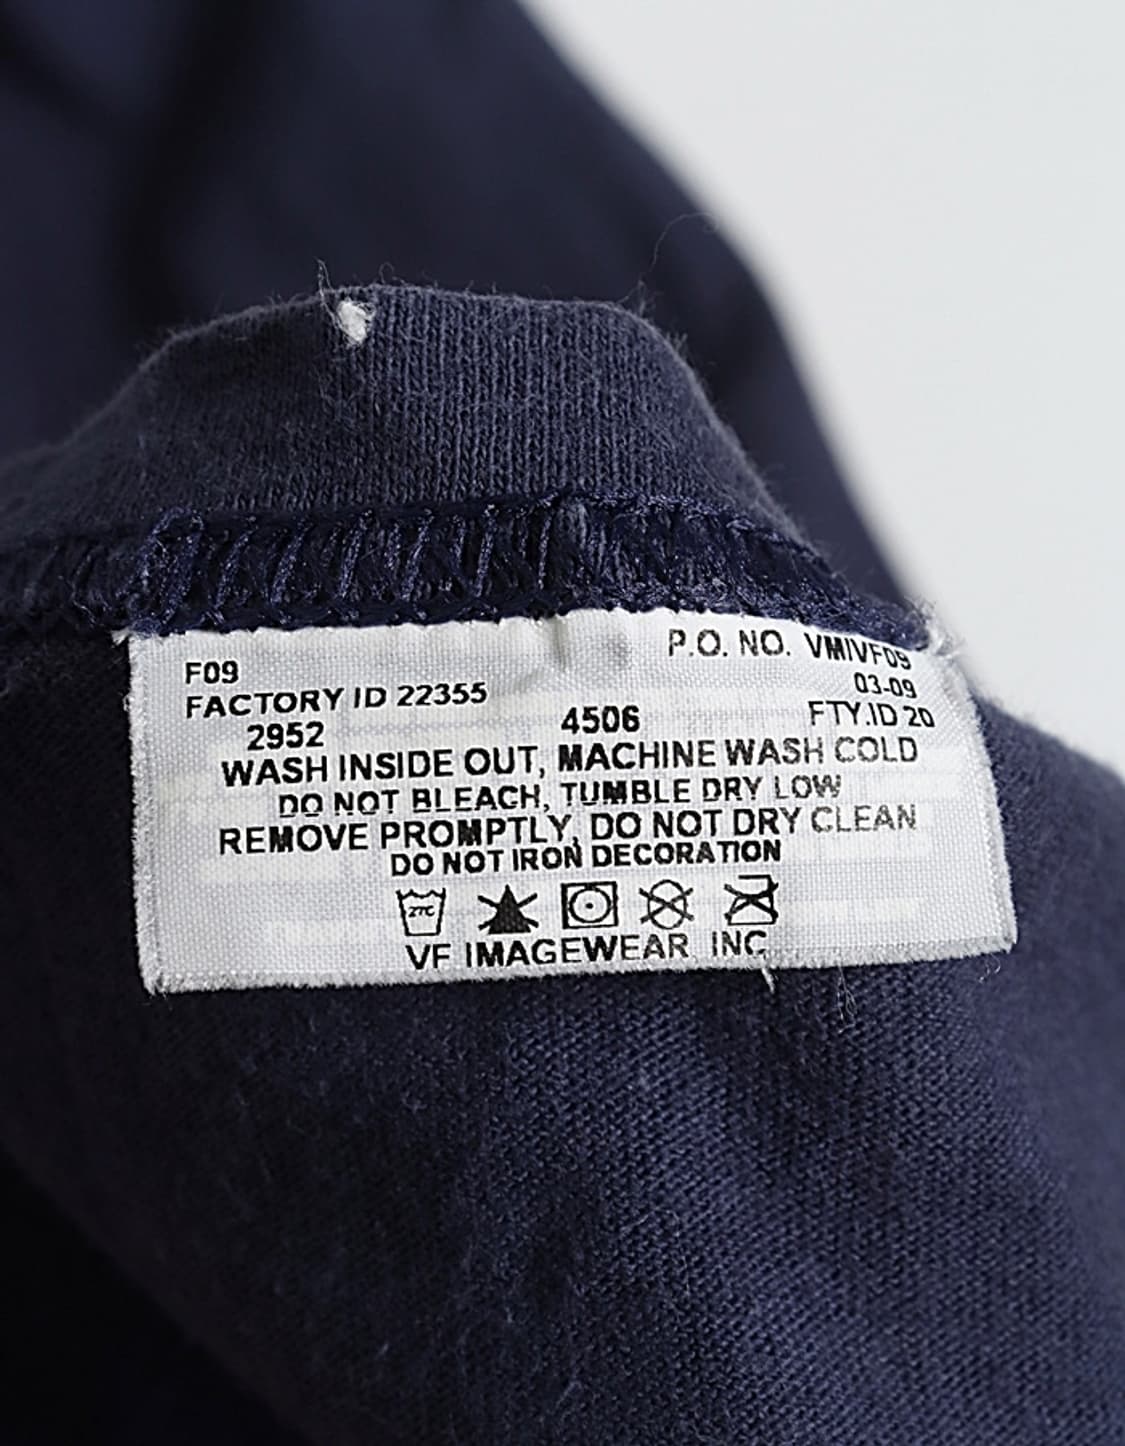 F09
P.O. NO. VMIVF09
FACTORY ID 22355
03-09
2952 4506 FTY.ID 20
WASH INSIDE OUT, MACHINE WASH COLD
DO NOT BLEACH, TUMBLE DRY LOW
REMOVE PROMPTLY, DO NOT DRY CLEAN
DO NOT IRON DECORATION
27C
VF IMAGEWEAR, INC.